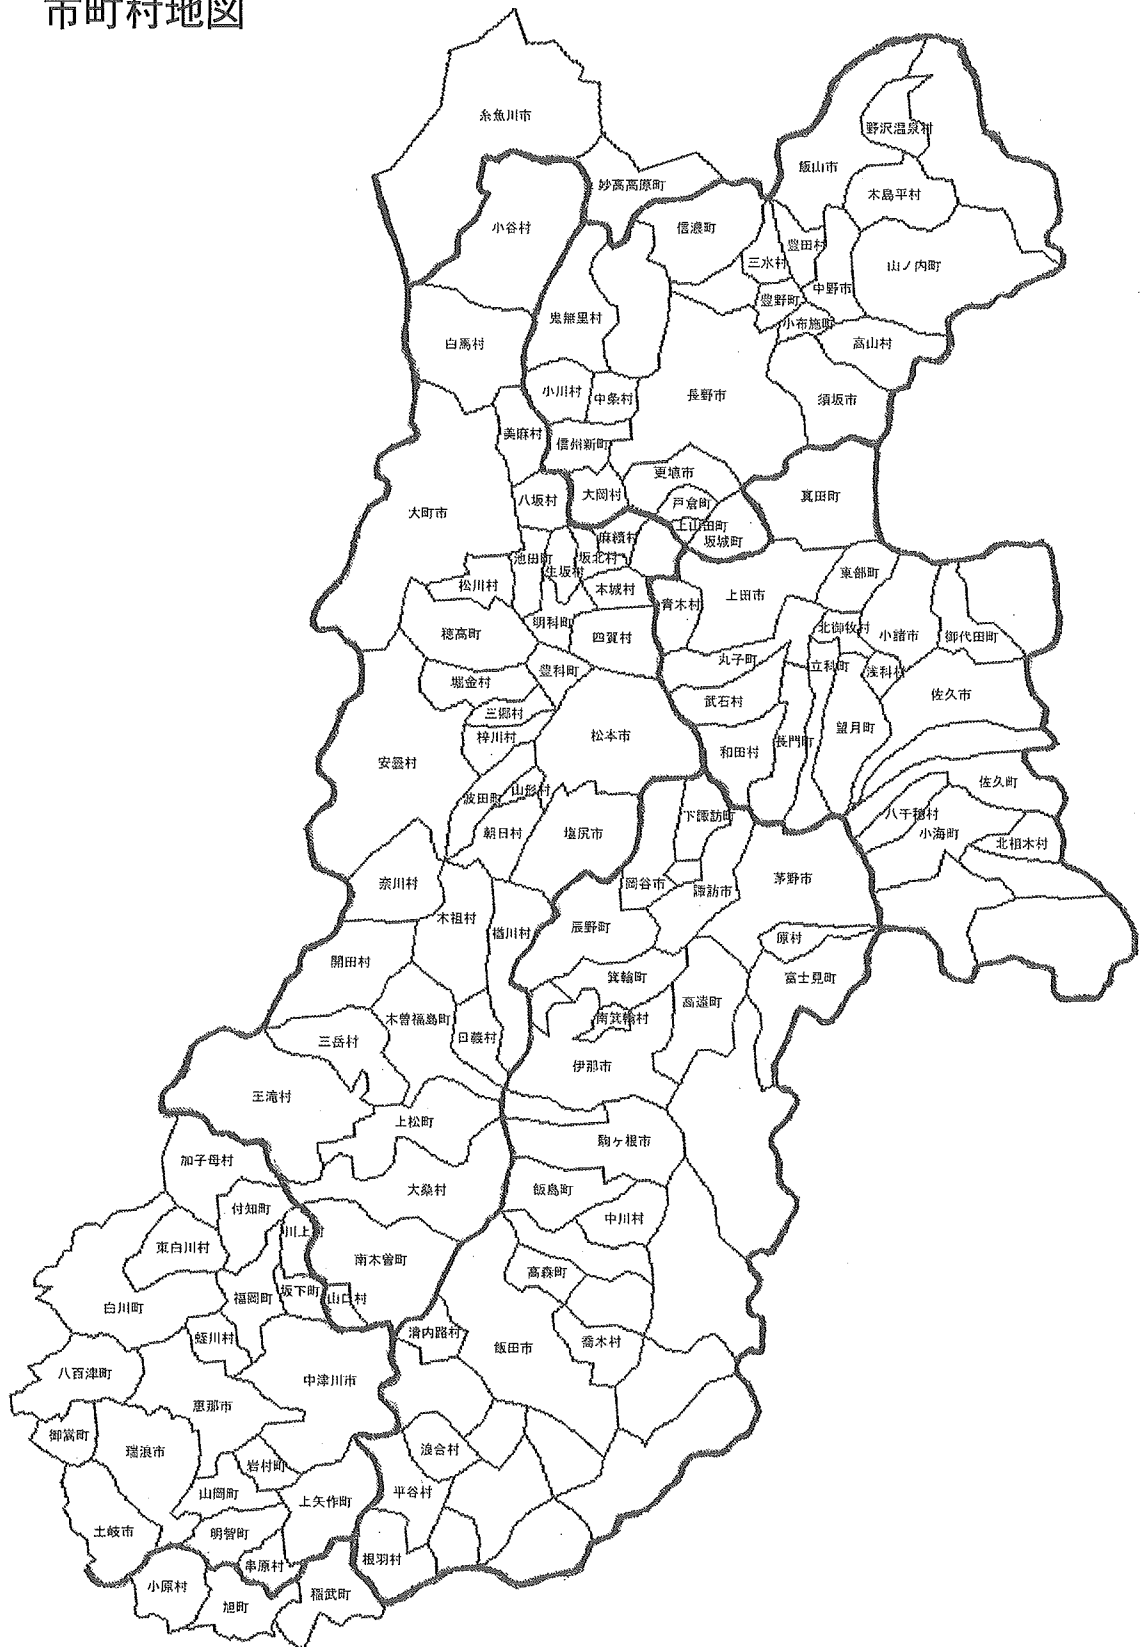 市町村地図
糸魚川市
野沢温泉村
飯山市
妙高高原町
木島平村
小谷村
信濃町
豊田村
三水村
山ノ内町
中野市
豊野町
鬼無里村
小布施町
白馬村
高山村
小川村
中条村
長野市
須坂市
美麻村
信州新町
更埴市
大岡村
真田町
八坂村
戸倉町
大町市
上山田町
麻績村
坂城町
池田町
坂北村
生坂村
東部町
松川村
本城村
青木村
上田市
明科町
北御牧村
穂高町
四賀村
小諸市
御代田町
丸子町
立科町
豊科町
浅科村
堀金村
佐久市
武石村
三郷村
望月町
梓川村
松本市
長門町
和田村
安曇村
佐久町
山形村
波田町
八千穂村
下諏訪町
朝日村
塩尻市
小海町
北相木村
奈川村
岡谷市
諏訪市
茅野市
木祖村
楢川村
辰野町
原村
開田村
箕輪町
富士見町
高遠町
木曽福島町
南箕輪村
三岳村
日義村
伊那市
王滝村
上松町
駒ヶ根市
加子母村
大桑村
飯島町
付知町
中川村
川上村
東白川村
南木曽町
高森町
坂下町
福岡町
山口村
白川町
清内路村
蛭川村
喬木村
飯田市
八百津町
中津川市
恵那市
御嵩町
浪合村
瑞浪市
岩村町
平谷村
山岡町
上矢作町
土岐市
明智町
根羽村
串原村
小原村
稲武町
旭町